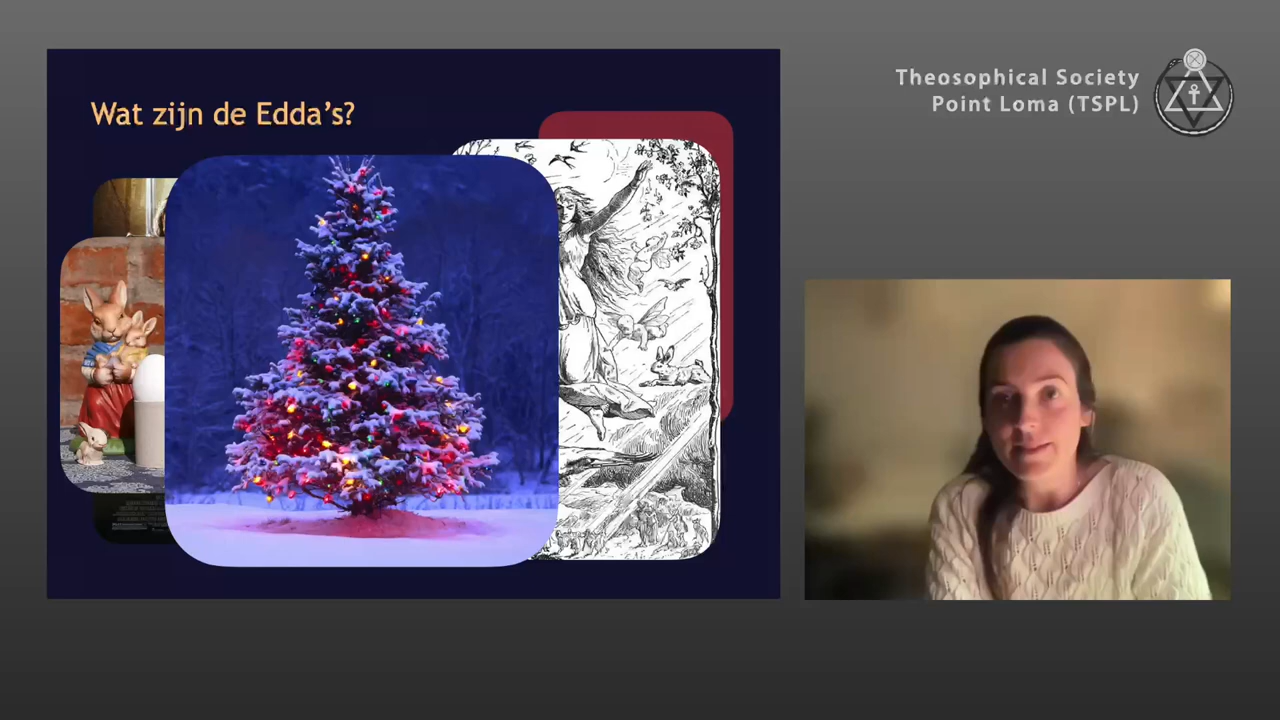 Wat zijn de Edda's?
Theosophical Society
Point Loma (TSPL)